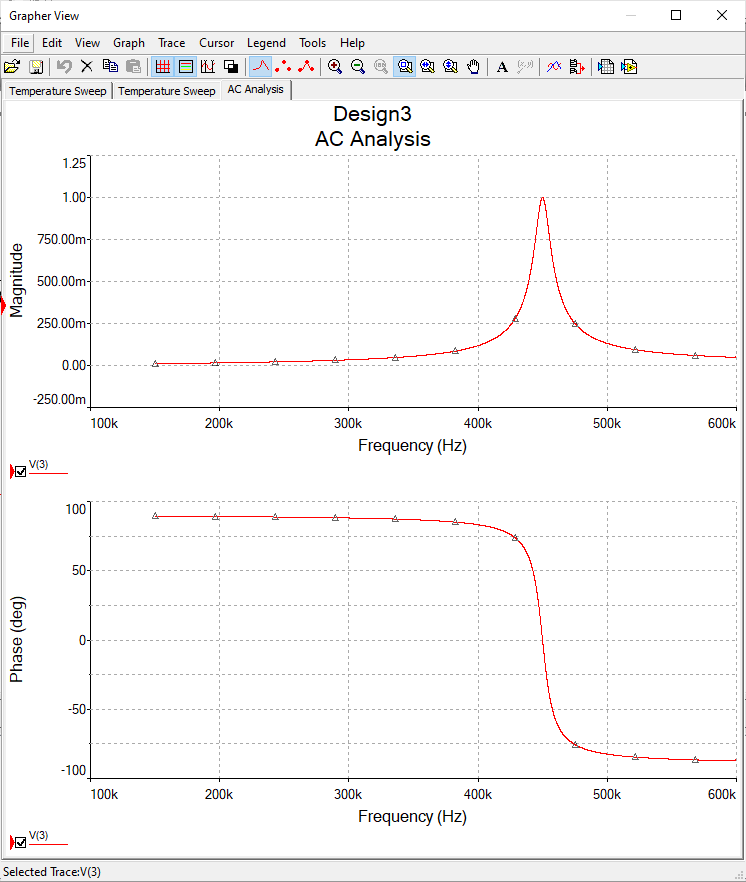 Grapher View
File Edit View Graph Trace Cursor Legend Tools Help
A
Temperature Sweep Temperature Sweep AC Analysis
Design3
AC Analysis
1.25
1.00
750.00m
500.00m
250.00m
0.00
-250.00m
Magnitude
100k 200k 300k 400k 500k 600k
Frequency (Hz)
V(3)
100
50
0
-50
-100
Phase (deg)
100k 200k 300k 400k 500k 600k
Frequency (Hz)
V(3)
Selected Trace:V(3)